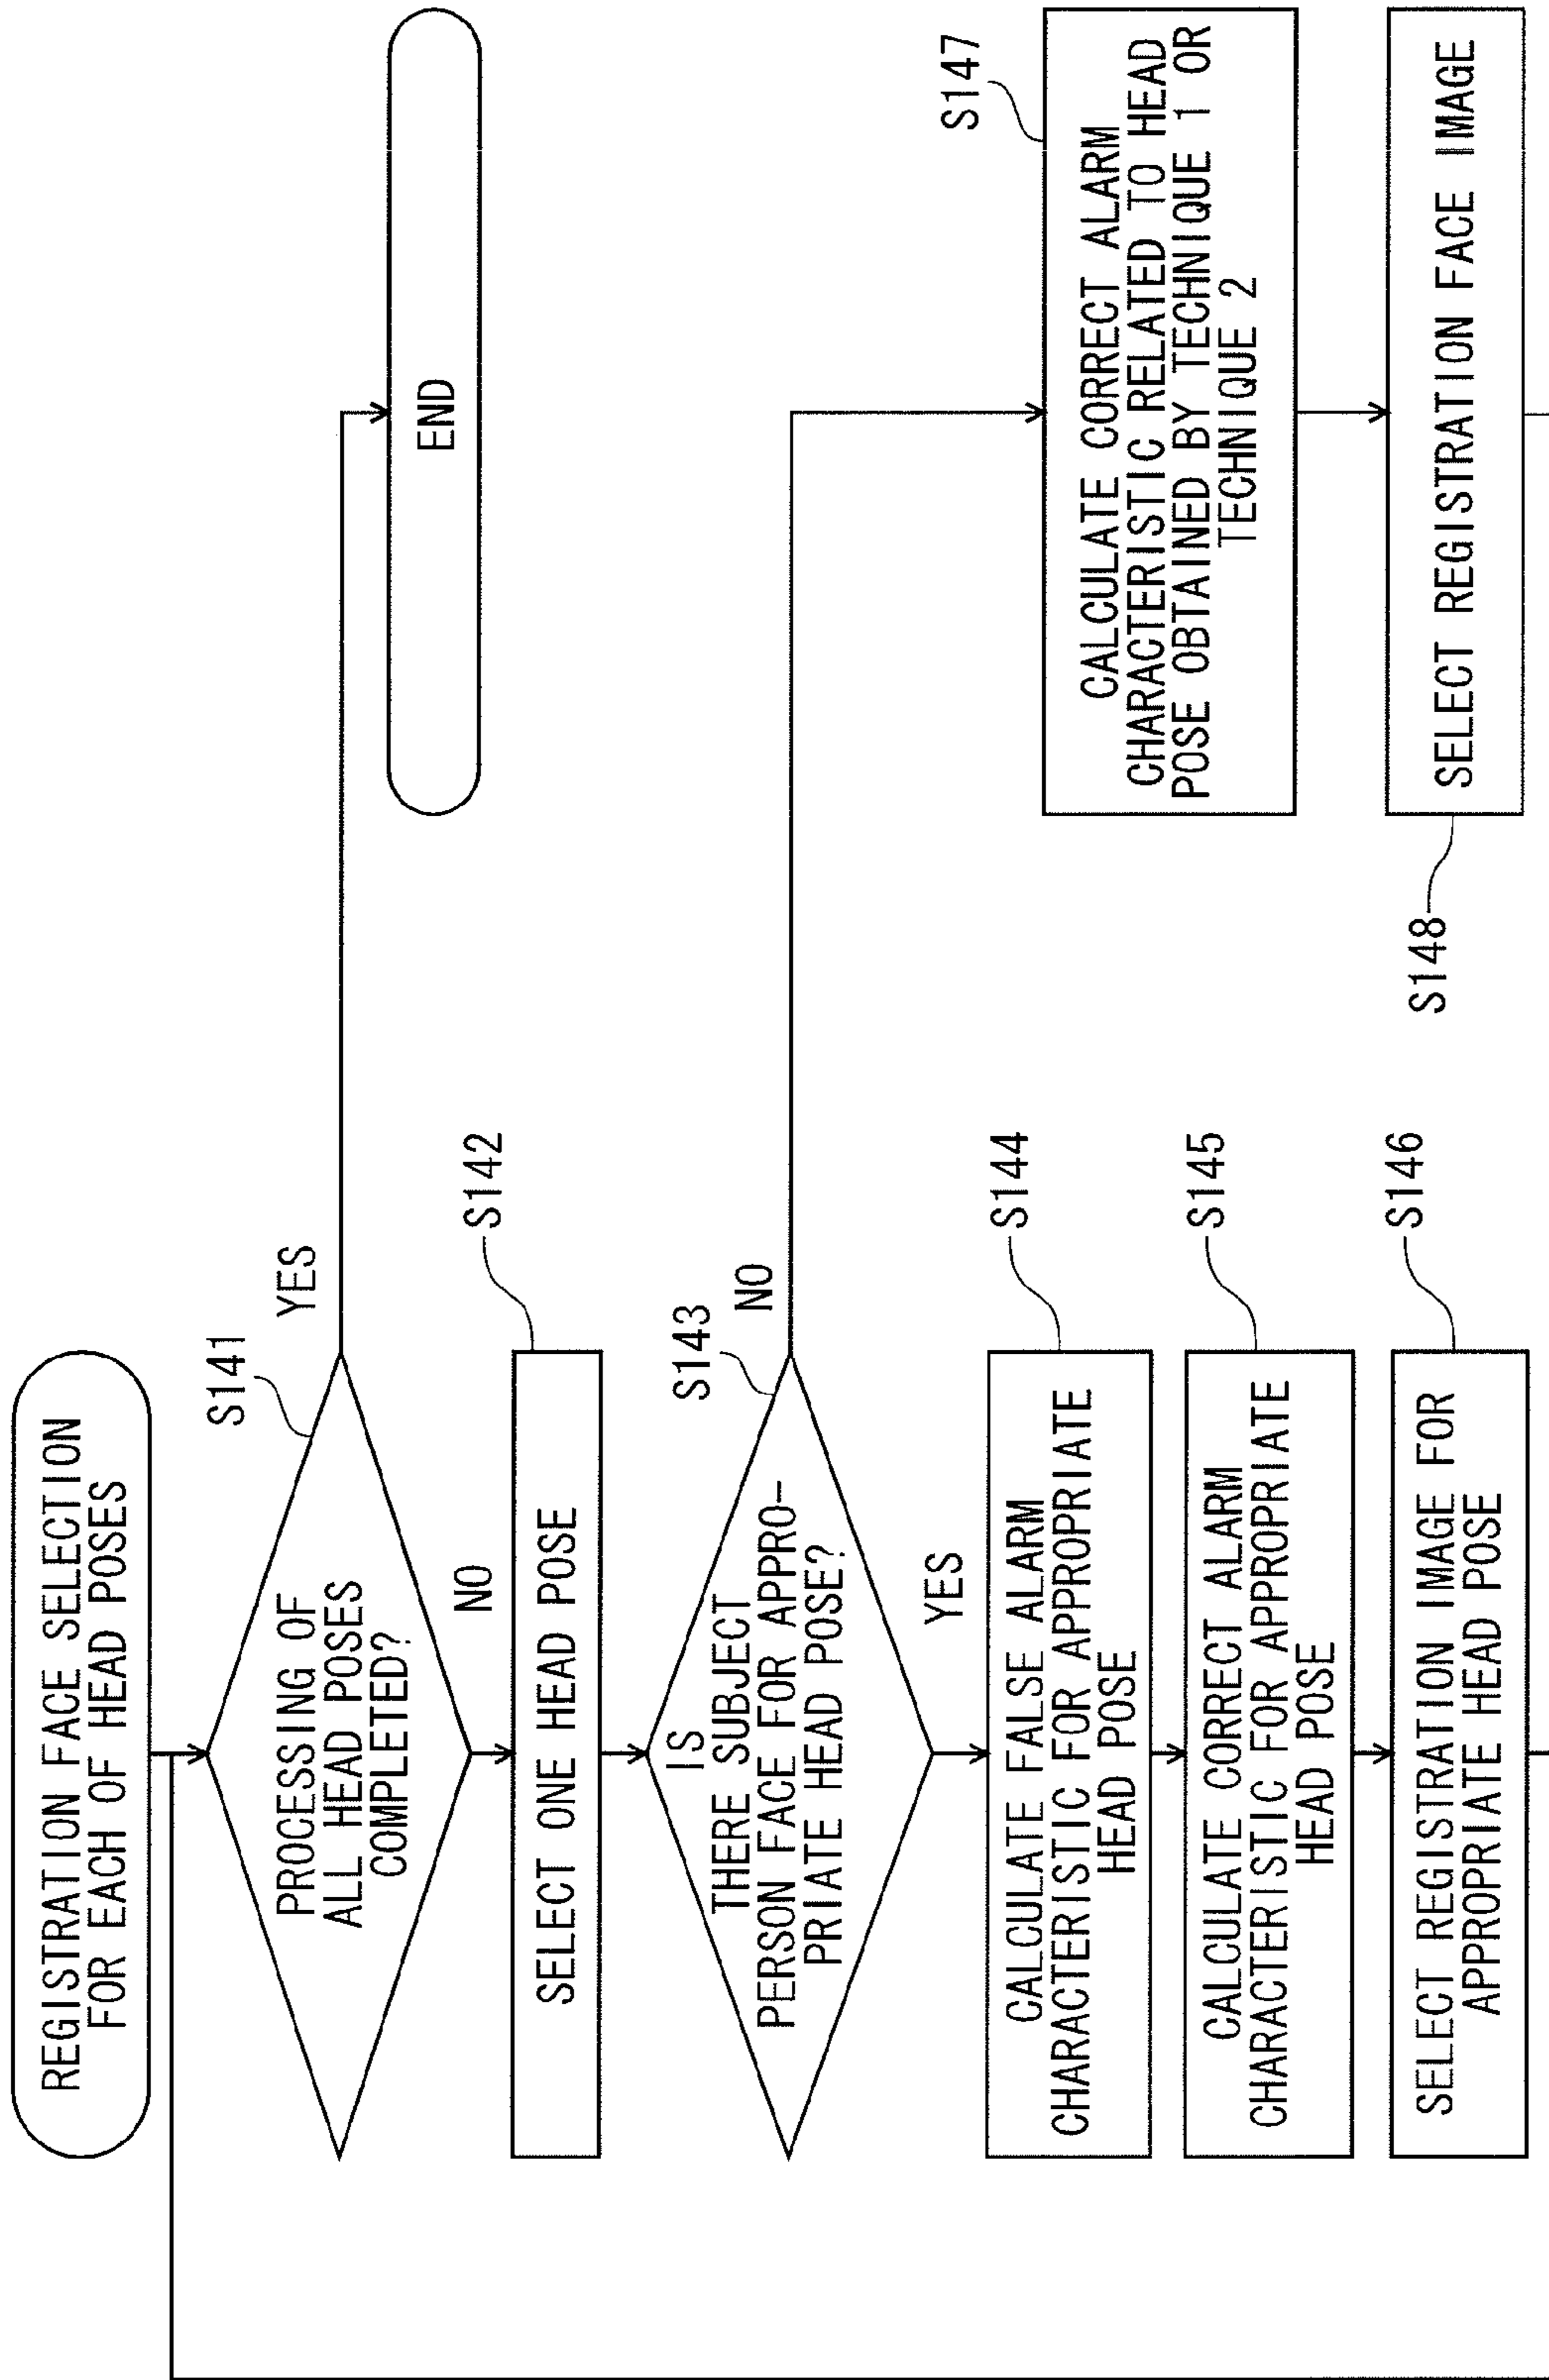 REGISTRATION FACE SELECTION
FOR EACH OF HEAD POSES
S141
YES
PROCESSING OF
ALL HEAD POSES
COMPLETED?
END
NO
S142
SELECT ONE HEAD POSE
S143
NO
IS
THERE SUBJECT
PERSON FACE FOR APPRO-
PRIATE HEAD POSE?
YES
S144
CALCULATE FALSE ALARM
CHARACTERISTIC FOR APPROPRIATE
HEAD POSE
S145
CALCULATE CORRECT ALARM
CHARACTERISTIC FOR APPROPRIATE
HEAD POSE
S146
SELECT REGISTRATION IMAGE FOR
APPROPRIATE HEAD POSE
S147
CALCULATE CORRECT ALARM
CHARACTERISTIC RELATED TO HEAD
POSE OBTAINED BY TECHNIQUE 1 OR
TECHNIQUE 2
S148
SELECT REGISTRATION FACE IMAGE